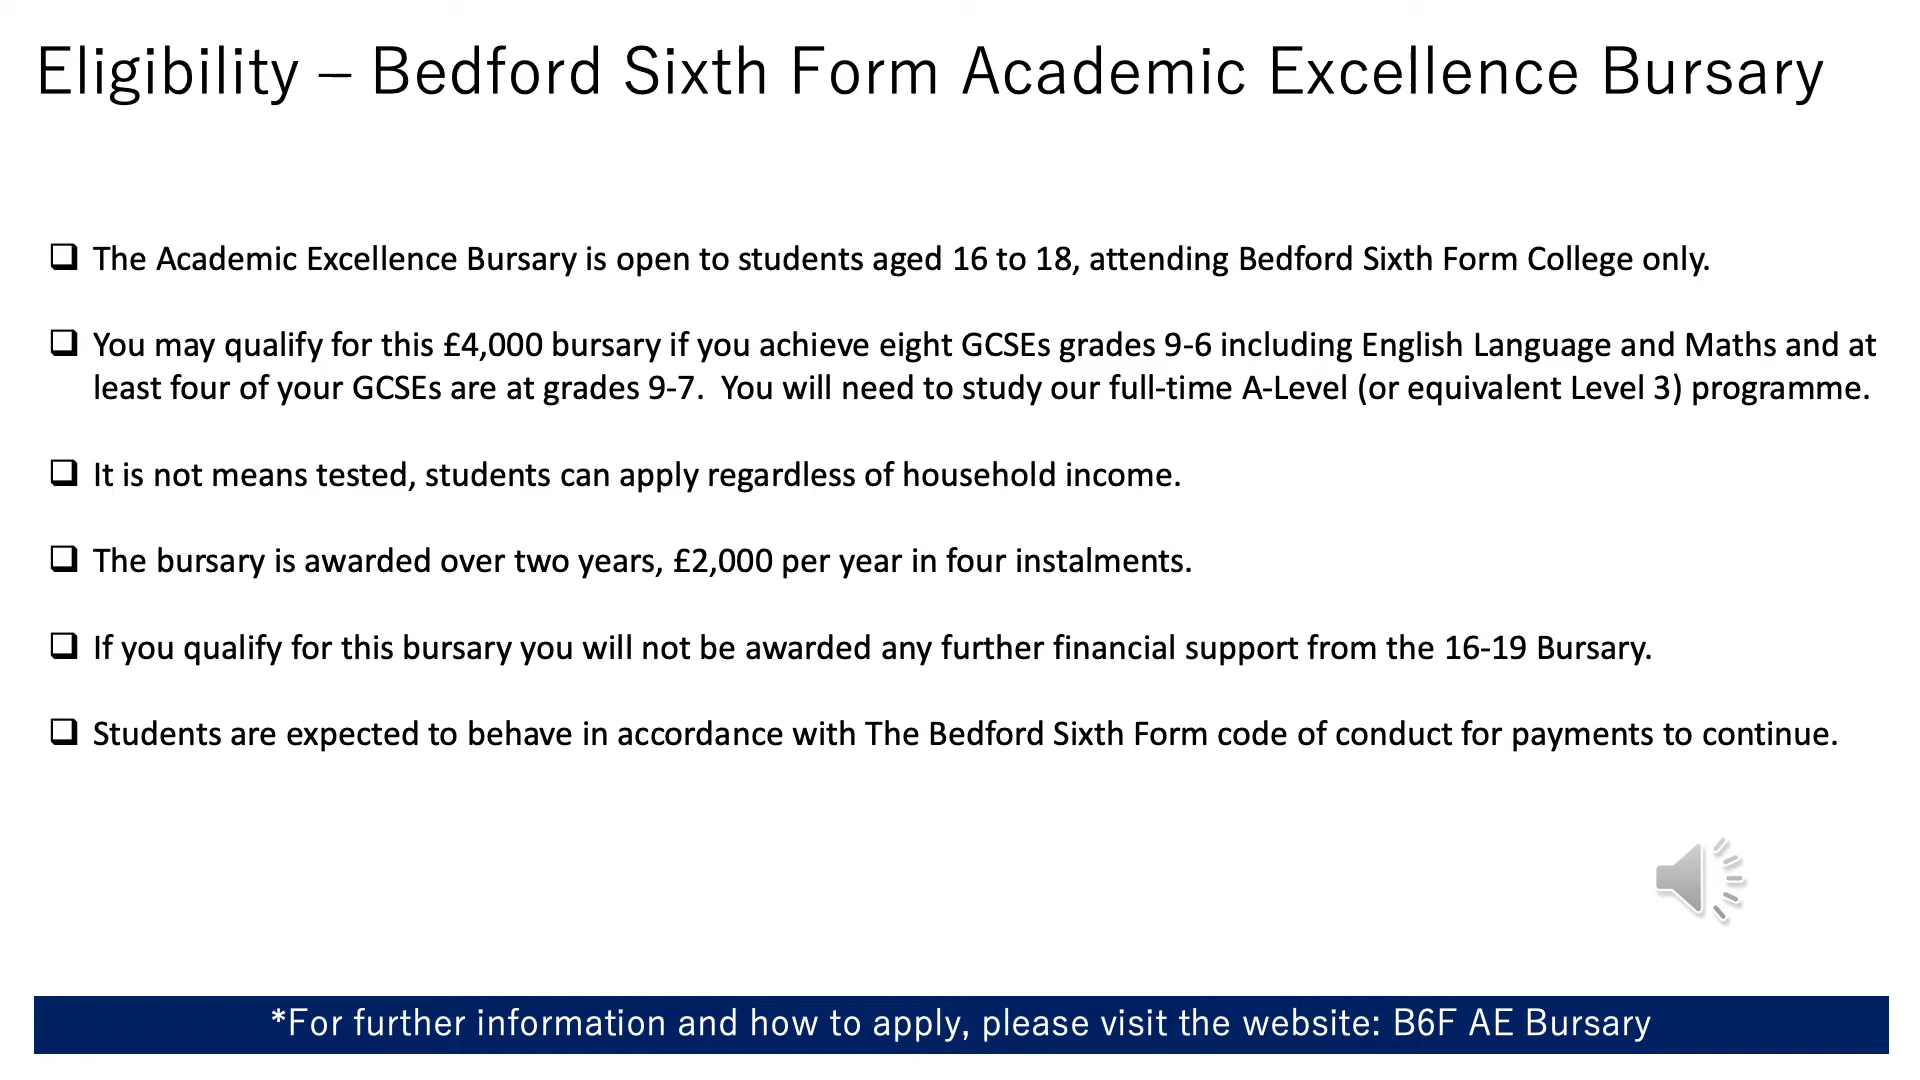 Eligibility – Bedford Sixth Form Academic Excellence Bursary
The Academic Excellence Bursary is open to students aged 16 to 18, attending Bedford Sixth Form College only.
You may qualify for this £4,000 bursary if you achieve eight GCSEs grades 9-6 including English Language and Maths and at
least four of your GCSEs are at grades 9-7.  You will need to study our full-time A-Level (or equivalent Level 3) programme.
It is not means tested, students can apply regardless of household income.
The bursary is awarded over two years, £2,000 per year in four instalments.
If you qualify for this bursary you will not be awarded any further financial support from the 16-19 Bursary.
Students are expected to behave in accordance with The Bedford Sixth Form code of conduct for payments to continue.
*For further information and how to apply, please visit the website: B6F AE Bursary